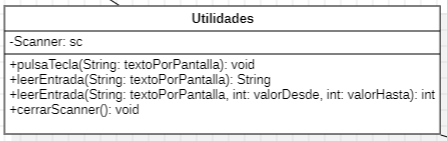 Utilidades
-Scanner: sc
+pulsaTecla(String: textoPorPantalla): void
+leerEntrada(String: textoPorPantalla): String
+leerEntrada(String: textoPorPantalla, int: valorDesde, int: valorHasta): int
+cerrarScanner(): void